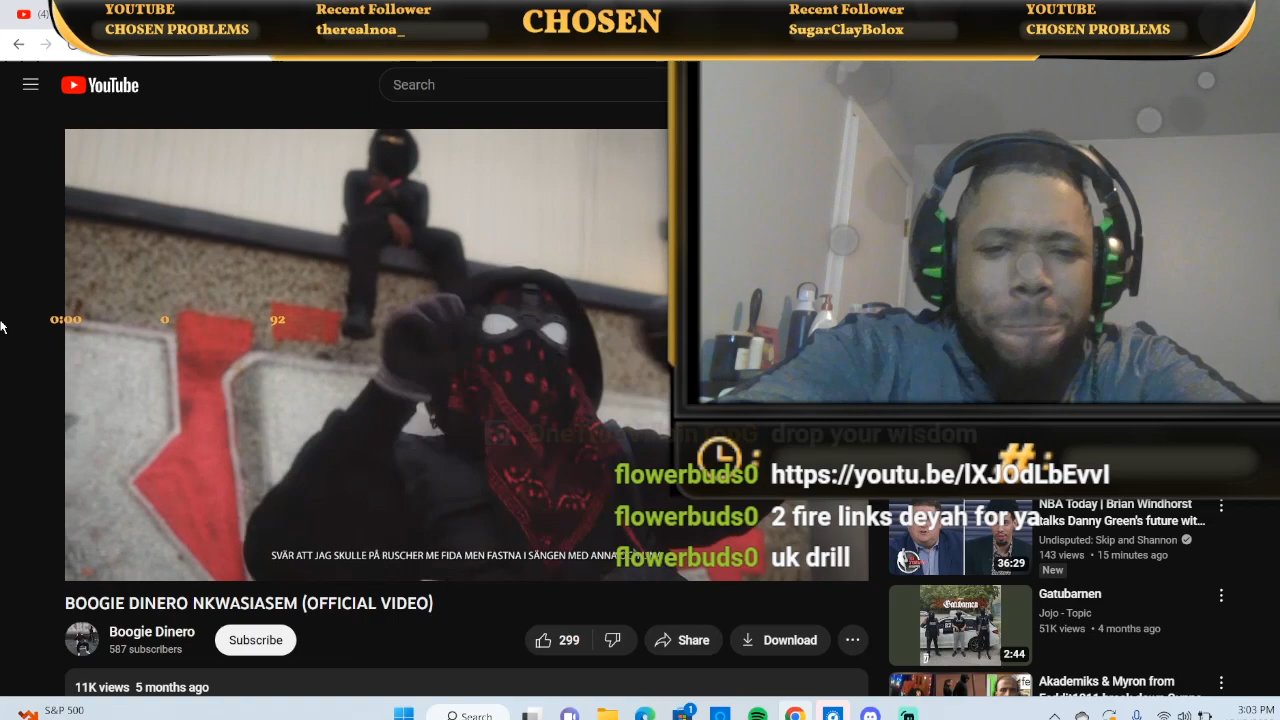 YOUTUBE
CHOSEN PROBLEMS
Recent Follower
therealnoa_
CHOSEN
Recent Follower
SugarClayBolox
YOUTUBE
CHOSEN PROBLEMS
(4)
YouTube
Search
0:00 0 92
drop your wisdom
flowerbuds0 https://youtu.be/lXJOdLbEvvI
flowerbuds0 2 fire links deyah for ya
flowerbuds0 uk drill
: # :
SVÄR ATT JAG SKULLE PÅ RUSCHER ME FIDA MEN FASTNA I SÄNGEN MED ANNA
BOOGIE DINERO NKWASIASEM (OFFICIAL VIDEO)
Boogie Dinero
587 subscribers
Subscribe
299
Share
Download
11K views 5 months ago
NBA Today | Brian Windhorst
talks Danny Green's future wit...
Undisputed: Skip and Shannon
143 views • 15 minutes ago
New
36:29
Gatubarnen
Jojo - Topic
51K views • 4 months ago
Gatubarnen
2:44
Akademiks & Myron from
S&P 500
Search
1
3:03 PM